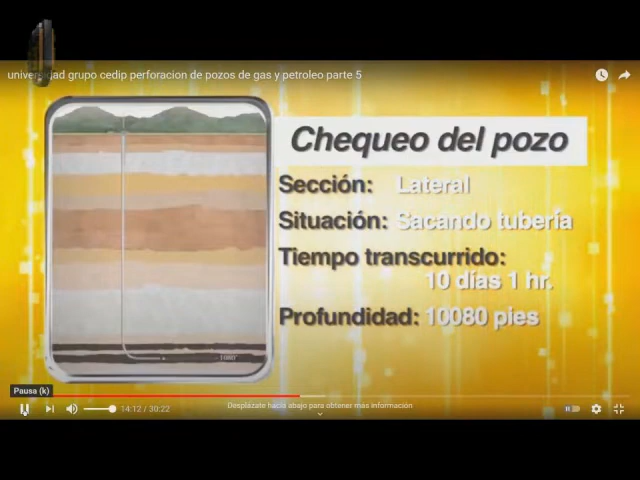 universidad grupo cedip perforacion de pozos de gas y petroleo parte 5
Chequeo del pozo
Sección: Lateral
Situación: Sacando tubería
Tiempo transcurrido:
10 días 1 hr.
Profundidad: 10080 pies
Pausa (k)
14:12 / 30:22
Desplázate hacia abajo para obtener más información